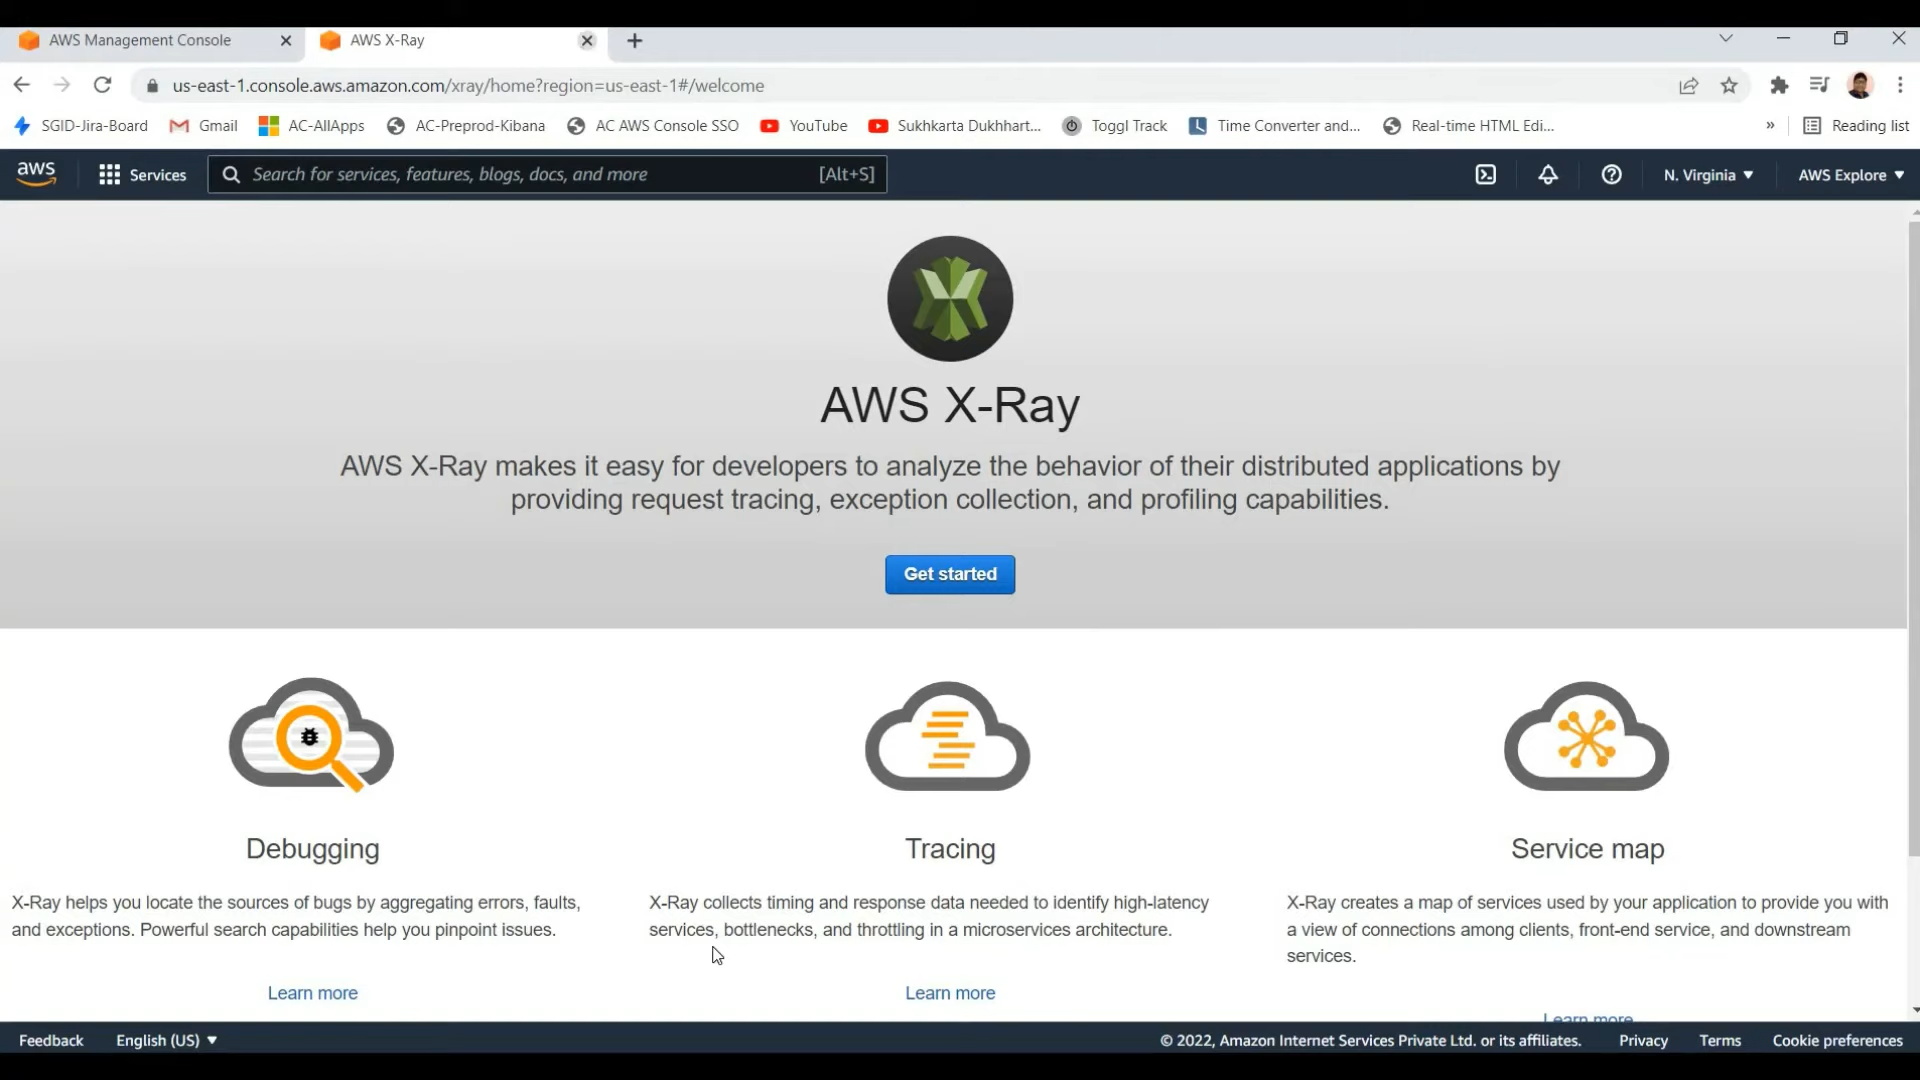 AWS Management Console
AWS X-Ray
us-east-1.console.aws.amazon.com/xray/home?region=us-east-1#/welcome
SGID-Jira-Board
Gmail
AC-AllApps
AC-Preprod-Kibana
AC AWS Console SSO
YouTube
Sukhkarta Dukhhart...
Toggl Track
Time Converter and...
Real-time HTML Edi...
»
Reading list
aws
Services
Search for services, features, blogs, docs, and more
[Alt+S]
N. Virginia
AWS Explore
AWS X-Ray
AWS X-Ray makes it easy for developers to analyze the behavior of their distributed applications by
providing request tracing, exception collection, and profiling capabilities.
Get started
Debugging
X-Ray helps you locate the sources of bugs by aggregating errors, faults,
and exceptions. Powerful search capabilities help you pinpoint issues.
Learn more
Tracing
X-Ray collects timing and response data needed to identify high-latency
services, bottlenecks, and throttling in a microservices architecture.
Learn more
Service map
X-Ray creates a map of services used by your application to provide you with
a view of connections among clients, front-end service, and downstream
services.
Learn more
Feedback
English (US)
© 2022, Amazon Internet Services Private Ltd. or its affiliates.
Privacy
Terms
Cookie preferences